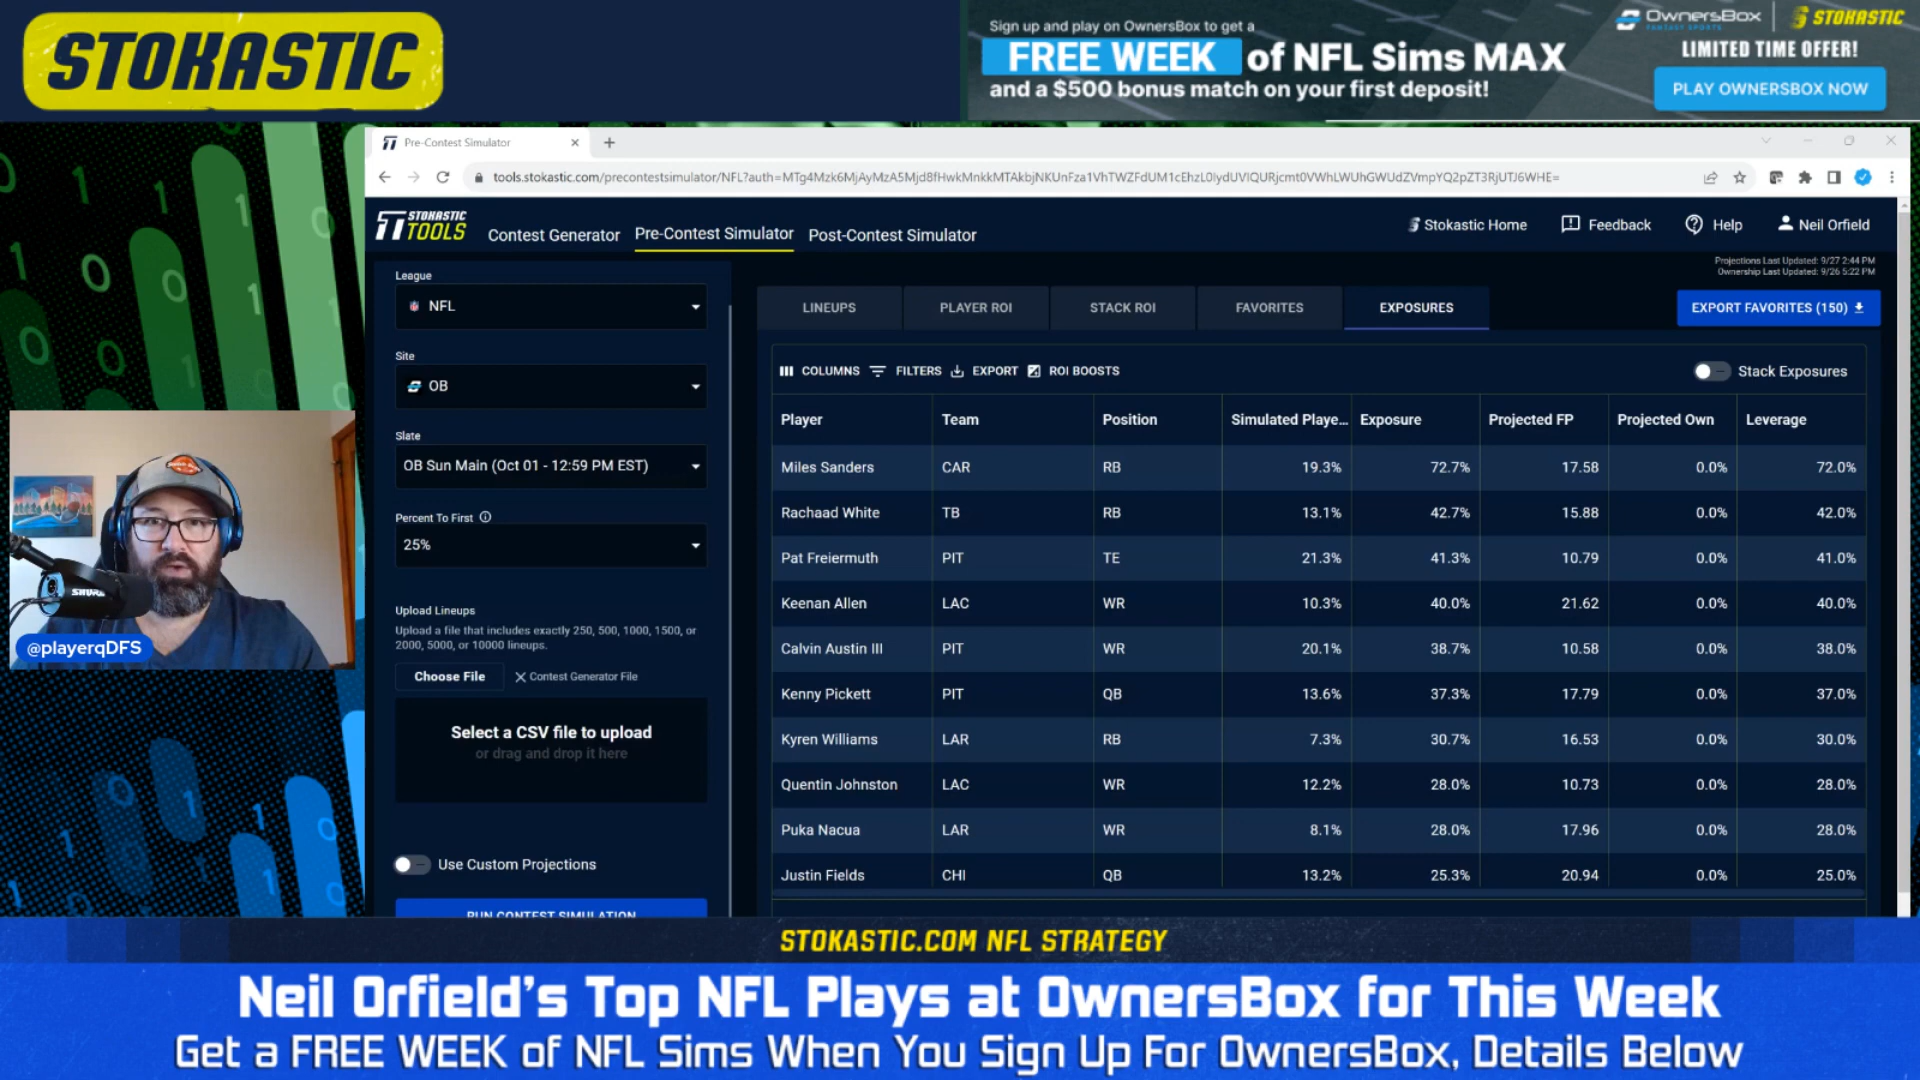 STOKASTIC
Sign up and play on OwnersBox to get a
FREE WEEK of NFL Sims MAX
and a $500 bonus match on your first deposit!
OwnersBox
FANTASY SPORTS
STOKASTIC
LIMITED TIME OFFER!
PLAY OWNERSBOX NOW
Pre-Contest Simulator
STOKASTIC
TOOLS
Contest Generator
Pre-Contest Simulator
Post-Contest Simulator
Stokastic Home
Feedback
Help
Neil Orfield
Projections Last Updated: 9/27 2:44 PM
Ownership Last Updated: 9/26 5:22 PM
League
NFL
Site
OB
Slate
OB Sun Main (Oct 01 - 12:59 PM EST)
Percent To First
25%
Upload Lineups
Upload a file that includes exactly 250, 500, 1000, 1500, or
2000, 5000, or 10000 lineups.
Choose File
Contest Generator File
Select a CSV file to upload
or drag and drop it here
Use Custom Projections
RUN CONTEST SIMULATION
LINEUPS
PLAYER ROI
STACK ROI
FAVORITES
EXPOSURES
EXPORT FAVORITES (150)
COLUMNS
FILTERS
EXPORT
ROI BOOSTS
Stack Exposures
Player Team Position Simulated Playe... Exposure Projected FP Projected Own Leverage
Miles Sanders CAR RB 19.3% 72.7% 17.58 0.0% 72.0%
Rachaad White TB RB 13.1% 42.7% 15.88 0.0% 42.0%
Pat Freiermuth PIT TE 21.3% 41.3% 10.79 0.0% 41.0%
Keenan Allen LAC WR 10.3% 40.0% 21.62 0.0% 40.0%
Calvin Austin III PIT WR 20.1% 38.7% 10.58 0.0% 38.0%
Kenny Pickett PIT QB 13.6% 37.3% 17.79 0.0% 37.0%
Kyren Williams LAR RB 7.3% 30.7% 16.53 0.0% 30.0%
Quentin Johnston LAC WR 12.2% 28.0% 10.73 0.0% 28.0%
Puka Nacua LAR WR 8.1% 28.0% 17.96 0.0% 28.0%
Justin Fields CHI QB 13.2% 25.3% 20.94 0.0% 25.0%
SHURE
@playerqDFS
STOKASTIC.COM NFL STRATEGY
Neil Orfield's Top NFL Plays at OwnersBox for This Week
Get a FREE WEEK of NFL Sims When You Sign Up For OwnersBox, Details Below